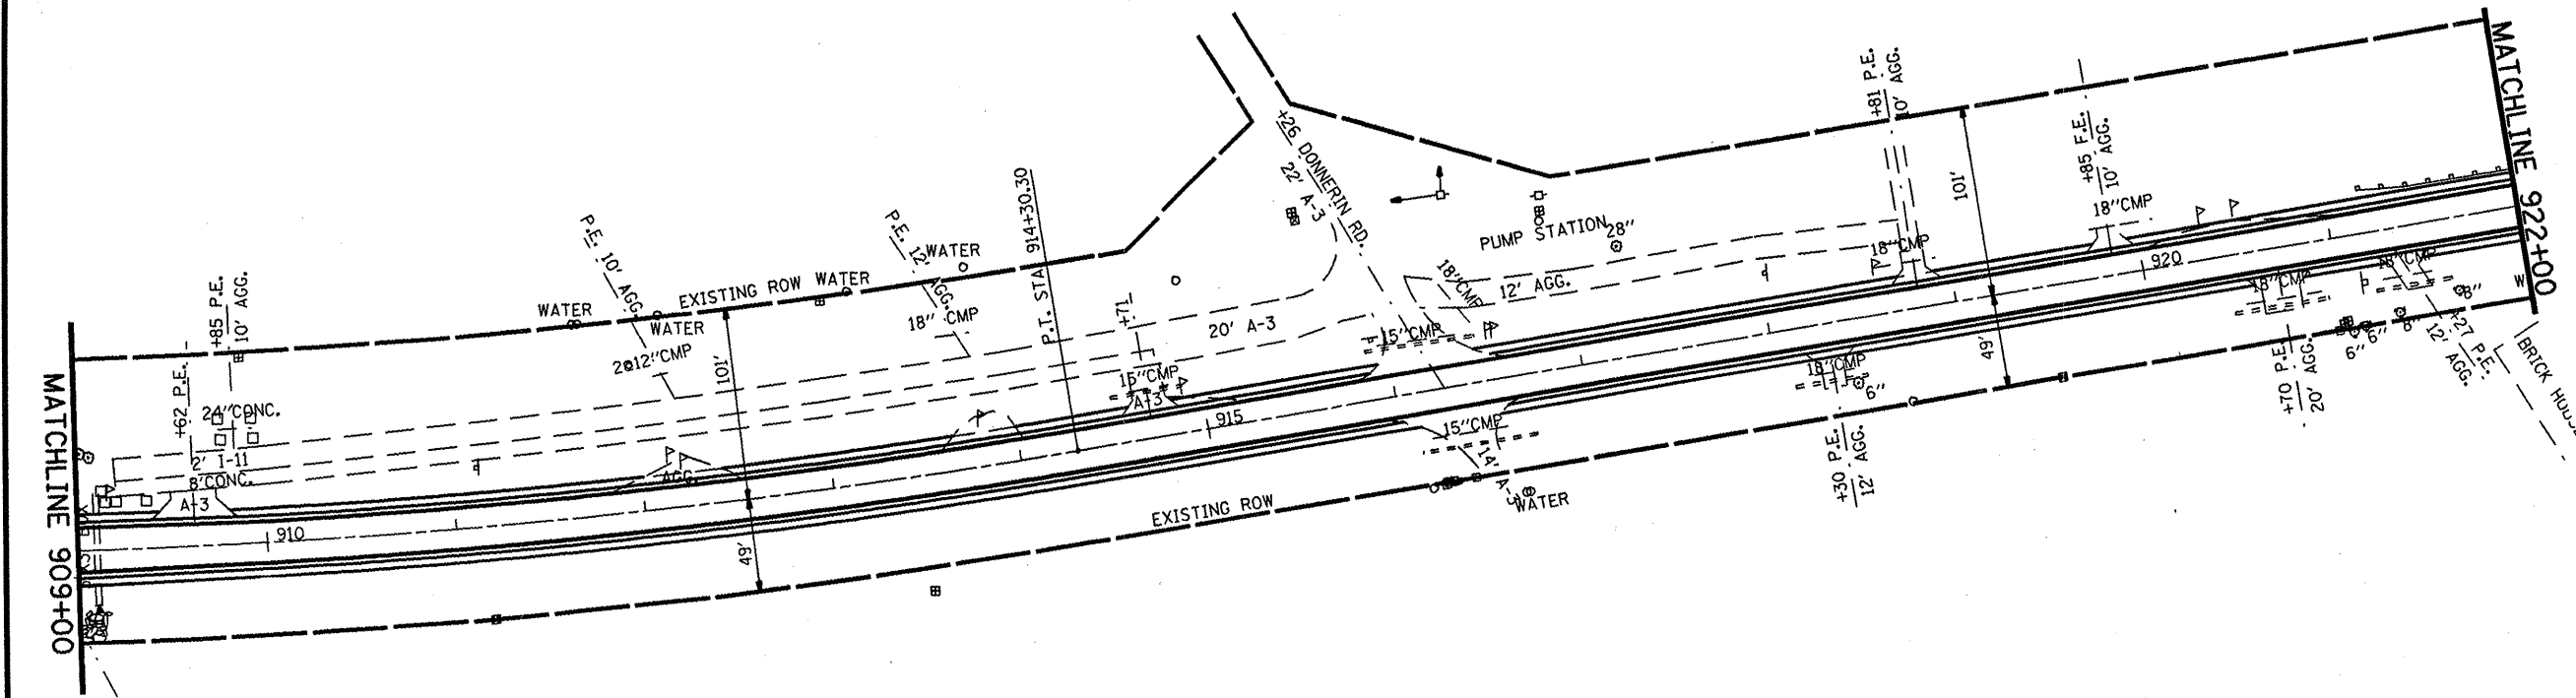 MATCHLINE 909+00
+62 P.E.
+85 P.E.
10' AGG.
24"CONC.
2' I-11
8'CONC.
A-3
910
WATER
P.E. 10' AGG.
WATER
EXISTING ROW
WATER
2@12"CMP
AGG.
101'
49'
P.E. 12' AGG.
WATER
18" CMP
P.T. STA. 914+30.30
+71
15"CMP
A-3
915
20' A-3
EXISTING ROW
+26 DONNERIN RD.
22' A-3
15"CMP
18"CMP
12' AGG.
PUMP STATION
28"
15"CMP
14' A-3
WATER
+81 P.E.
10' AGG.
18"CMP
101'
49'
18"CMP
6"
+30 P.E.
12' AGG.
+85 F.E.
10' AGG.
18"CMP
920
18"CMP
+70 P.E.
20' AGG.
18"CMP
6"
6"
8"
8"
+27 P.E.
12' AGG.
W
BRICK
MATCHLINE 922+00